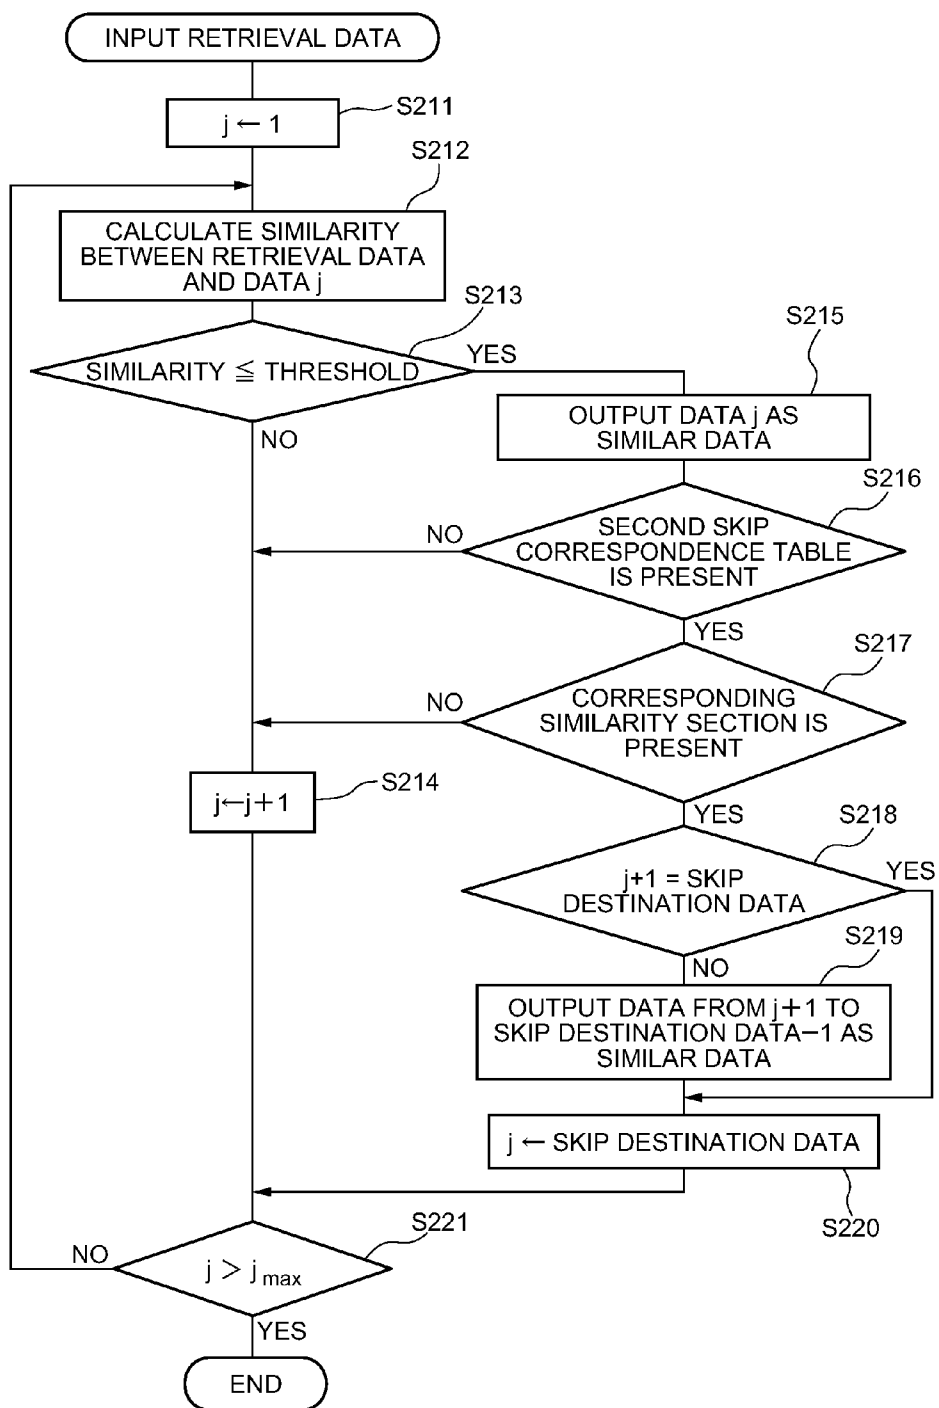 INPUT RETRIEVAL DATA
S211
j ← 1
S212
CALCULATE SIMILARITY
BETWEEN RETRIEVAL DATA
AND DATA j
S213
SIMILARITY ≦ THRESHOLD
YES
NO
S215
OUTPUT DATA j AS
SIMILAR DATA
S216
SECOND SKIP
CORRESPONDENCE TABLE
IS PRESENT
NO
YES
S217
CORRESPONDING
SIMILARITY SECTION IS
PRESENT
NO
YES
S214
j←j+1
S218
j+1 = SKIP
DESTINATION DATA
YES
NO
S219
OUTPUT DATA FROM j+1 TO
SKIP DESTINATION DATA−1 AS
SIMILAR DATA
j ← SKIP DESTINATION DATA
S220
S221
j > jmax
NO
YES
END